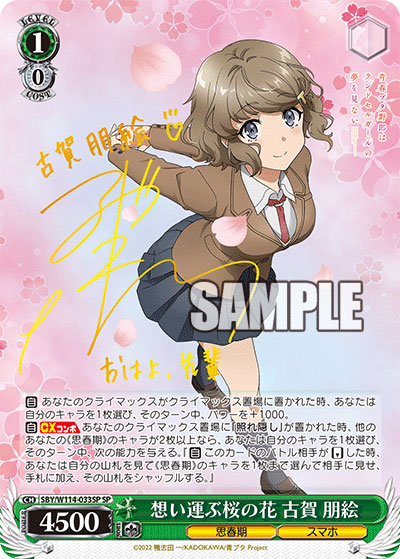 LEVEL
1
0
COST
青春ブタ野郎は
ランドセルガールの
夢を見ない
古賀 朋絵
SAMPLE
おはよ、先輩
自 あなたのクライマックスがクライマックス置場に置かれた時、あなたは
自分のキャラを1枚選び、そのターン中、パワーを+1000。
自 CXコンボ あなたのクライマックス置場に「照れ隠し」が置かれた時、他の
あなたの《思春期》のキャラが2枚以上なら、あなたは自分のキャラを1枚選
び、そのターン中、次の能力を与える。『自 このカードのバトル相手が した時、
あなたは自分の山札を見て《思春期》のキャラを1枚まで選んで相手に見せ、
手札に加え、その山札をシャッフルする。』
CH SBY/W114-033SP SP
4500
想い運ぶ桜の花 古賀 朋絵
思春期 スマホ
©2022 鴨志田 一/KADOKAWA/青ブタ Project